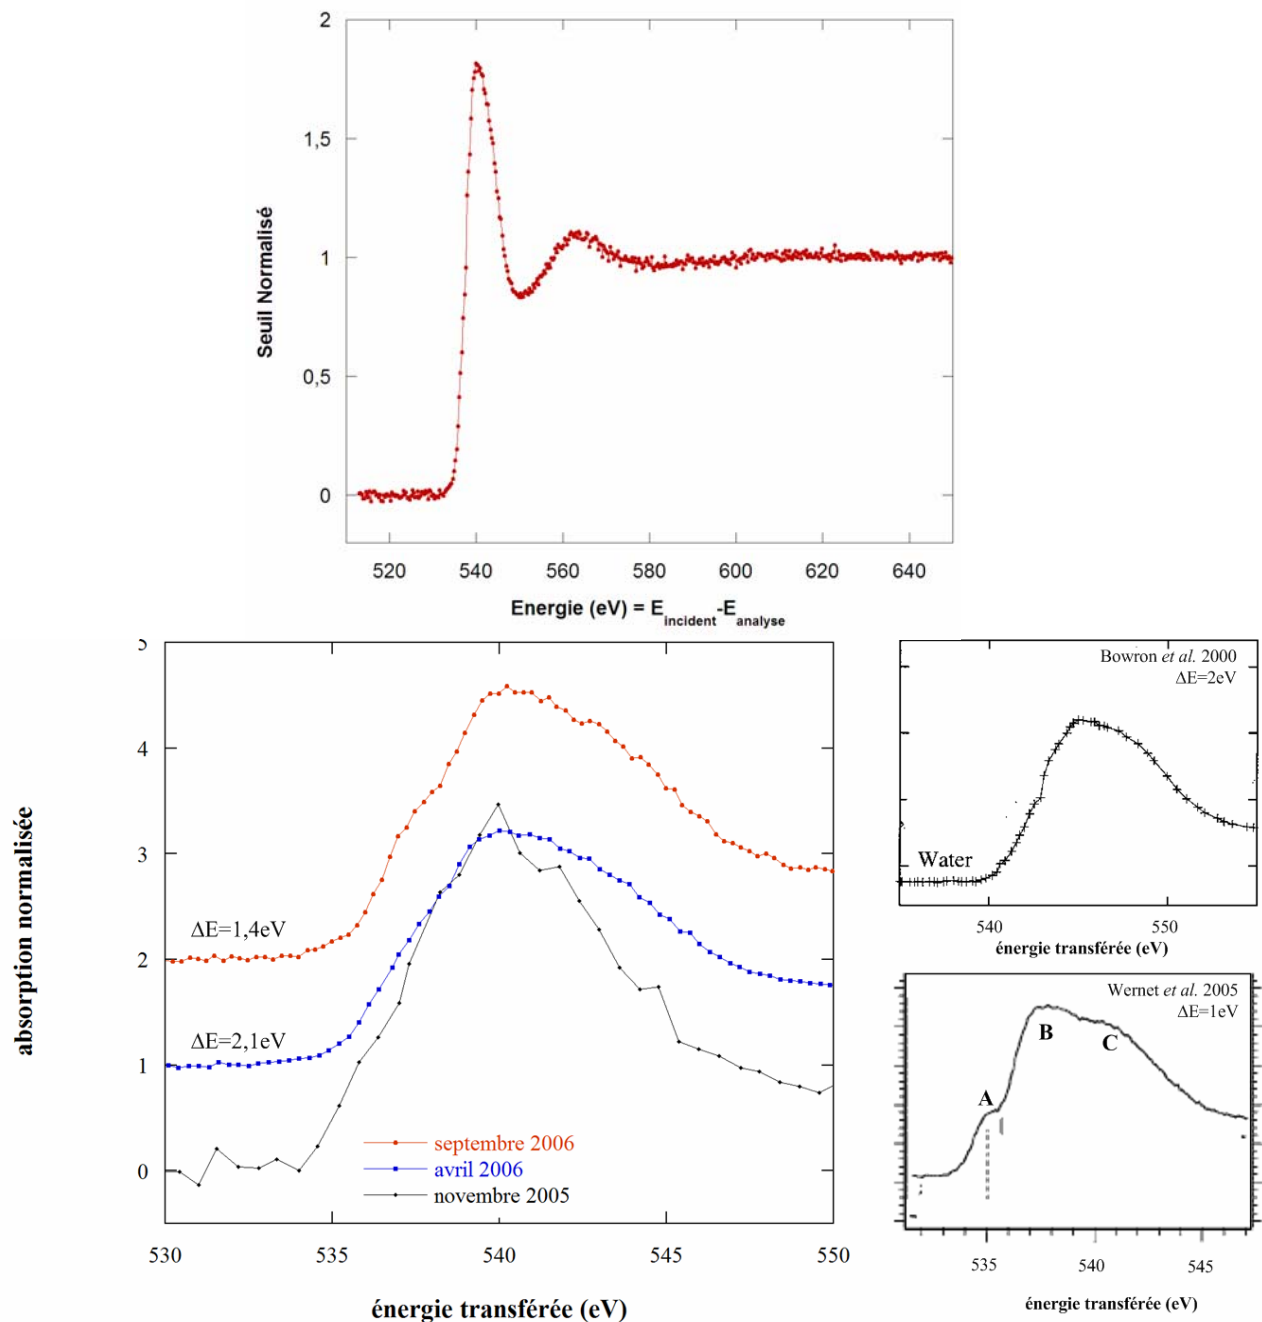 2
1,5
1
0,5
0
Seuil Normalisé
520 540 560 580 600 620 640
Energie (eV) = Eincident-Eanalyse
5
4
3
2
1
0
absorption normalisée
ΔE=1,4eV
ΔE=2,1eV
septembre 2006
avril 2006
novembre 2005
530 535 540 545 550
énergie transférée (eV)
Bowron et al. 2000
ΔE=2eV
Water
540 550
énergie transférée (eV)
Wernet et al. 2005
ΔE=1eV
B
C
A
535 540 545
énergie transférée (eV)